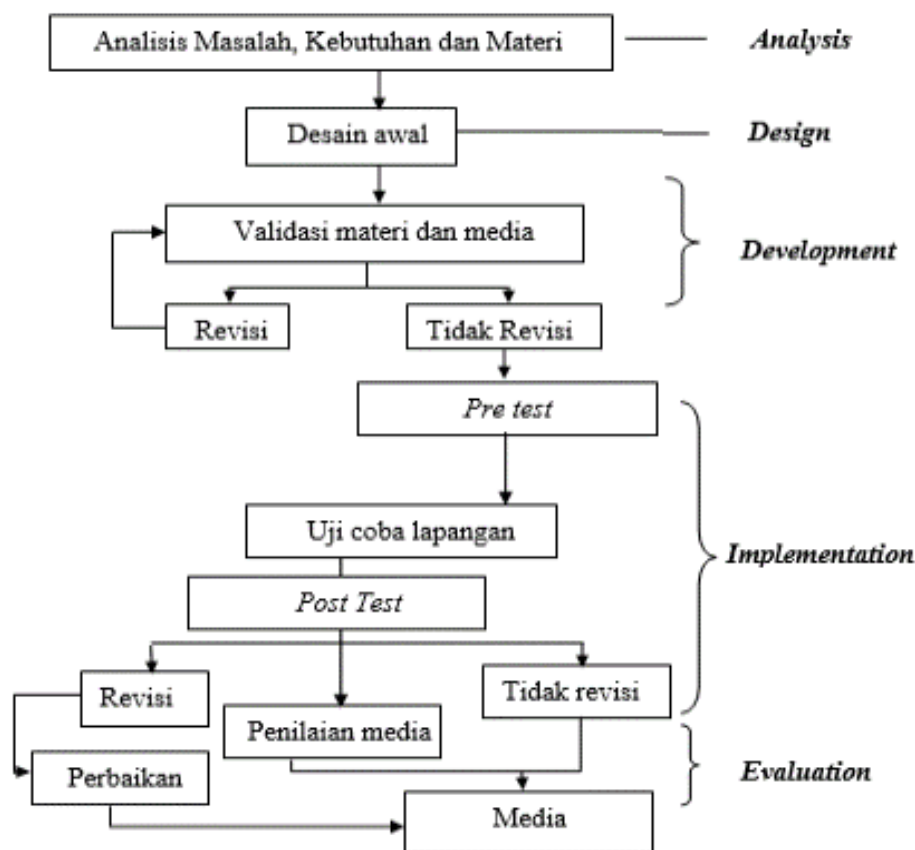 Analisis Masalah, Kebutuhan dan Materi
Analysis
Desain awal
Design
Validasi materi dan media
Development
Revisi
Tidak Revisi
Pre test
Uji coba lapangan
Implementation
Post Test
Revisi
Tidak revisi
Penilaian media
Perbaikan
Evaluation
Media